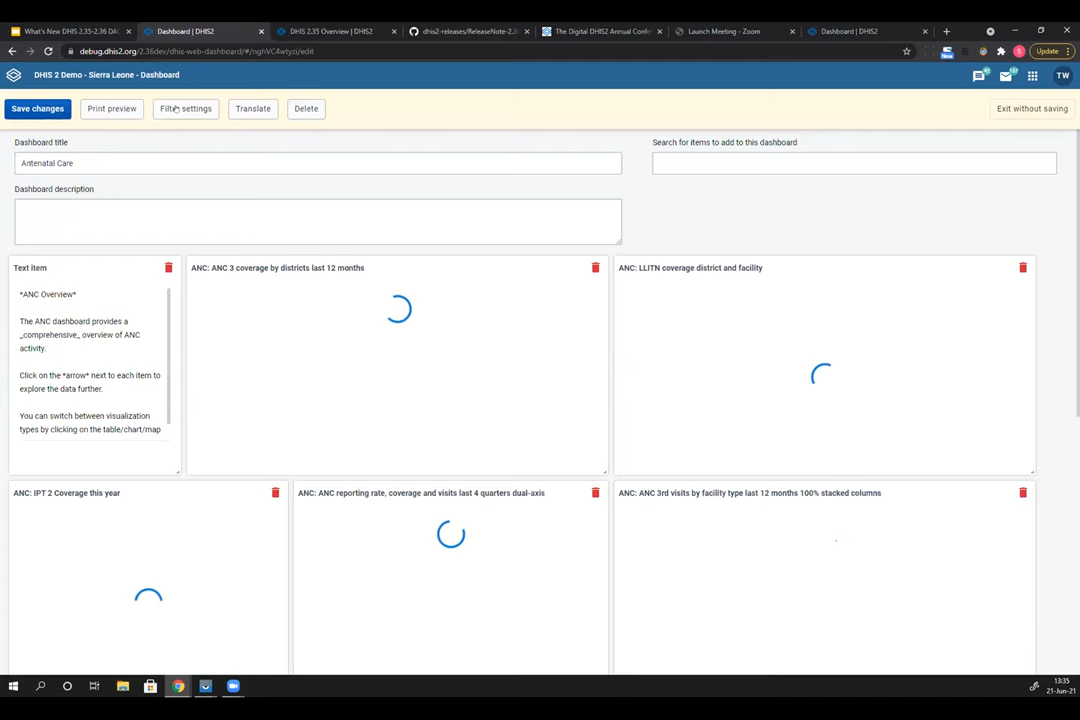 What's New DHIS 2.35-2.36 DAC
Dashboard | DHIS2
DHIS 2.35 Overview | DHIS2
dhis2-releases/ReleaseNote-2.3
The Digital DHIS2 Annual Confe
Launch Meeting - Zoom
Dashboard | DHIS2
debug.dhis2.org/2.36dev/dhis-web-dashboard/#/nghVC4wtyzi/edit
New
S
Update
DHIS 2 Demo - Sierra Leone - Dashboard
TW
Save changes
Print preview
Filter settings
Translate
Delete
Exit without saving
Dashboard title
Search for items to add to this dashboard
Antenatal Care
Dashboard description
Text item
ANC: ANC 3 coverage by districts last 12 months
ANC: LLITN coverage district and facility
*ANC Overview*
The ANC dashboard provides a
_comprehensive_ overview of ANC
activity.
Click on the *arrow* next to each item to
explore the data further.
You can switch between visualization
types by clicking on the table/chart/map
ANC: IPT 2 Coverage this year
ANC: ANC reporting rate, coverage and visits last 4 quarters dual-axis
ANC: ANC 3rd visits by facility type last 12 months 100% stacked columns
13:35
21-Jun-21